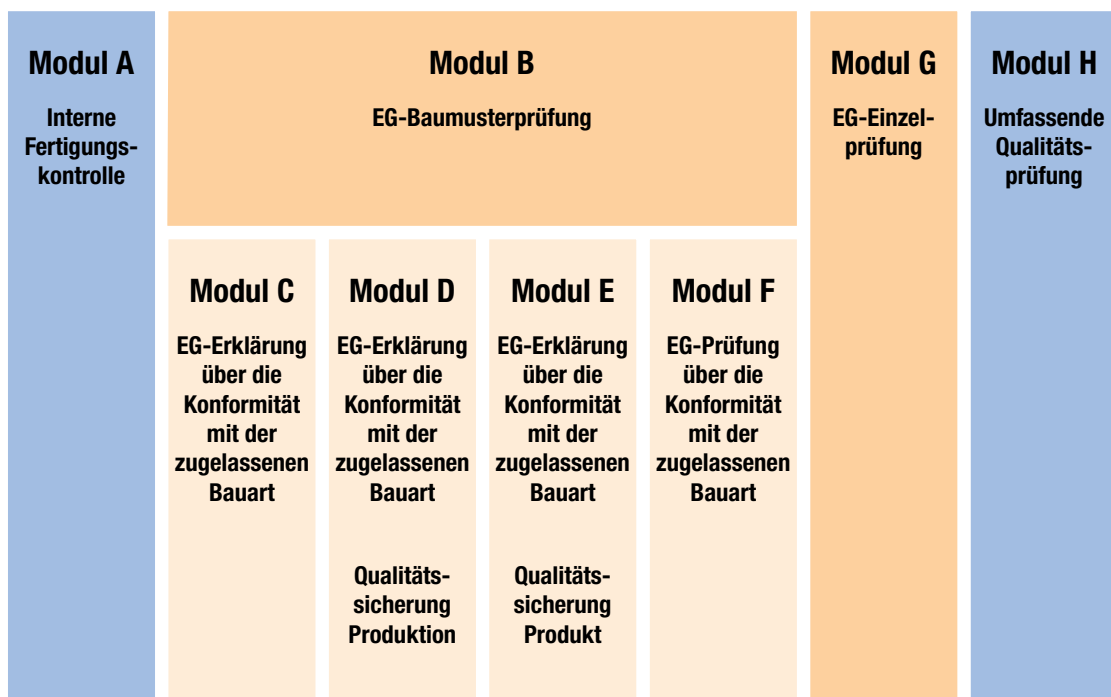 Modul A
Interne
Fertigungs-
kontrolle
Modul B
EG-Baumusterprüfung
Modul C
EG-Erklärung
über die
Konformität
mit der
zugelassenen
Bauart
Modul D
EG-Erklärung
über die
Konformität
mit der
zugelassenen
Bauart
Qualitäts-
sicherung
Produktion
Modul E
EG-Erklärung
über die
Konformität
mit der
zugelassenen
Bauart
Qualitäts-
sicherung
Produkt
Modul F
EG-Prüfung
über die
Konformität
mit der
zugelassenen
Bauart
Modul G
EG-Einzel-
prüfung
Modul H
Umfassende
Qualitäts-
prüfung